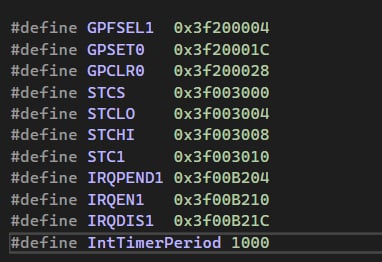 #define GPFSEL1 0x3f200004
#define GPSET0 0x3f20001C
#define GPCLR0 0x3f200028
#define STCS 0x3f003000
#define STCLO 0x3f003004
#define STCHI 0x3f003008
#define STC1 0x3f003010
#define IRQPEND1 0x3f00B204
#define IRQEN1 0x3f00B210
#define IRQDIS1 0x3f00B21C
#define IntTimerPeriod 1000